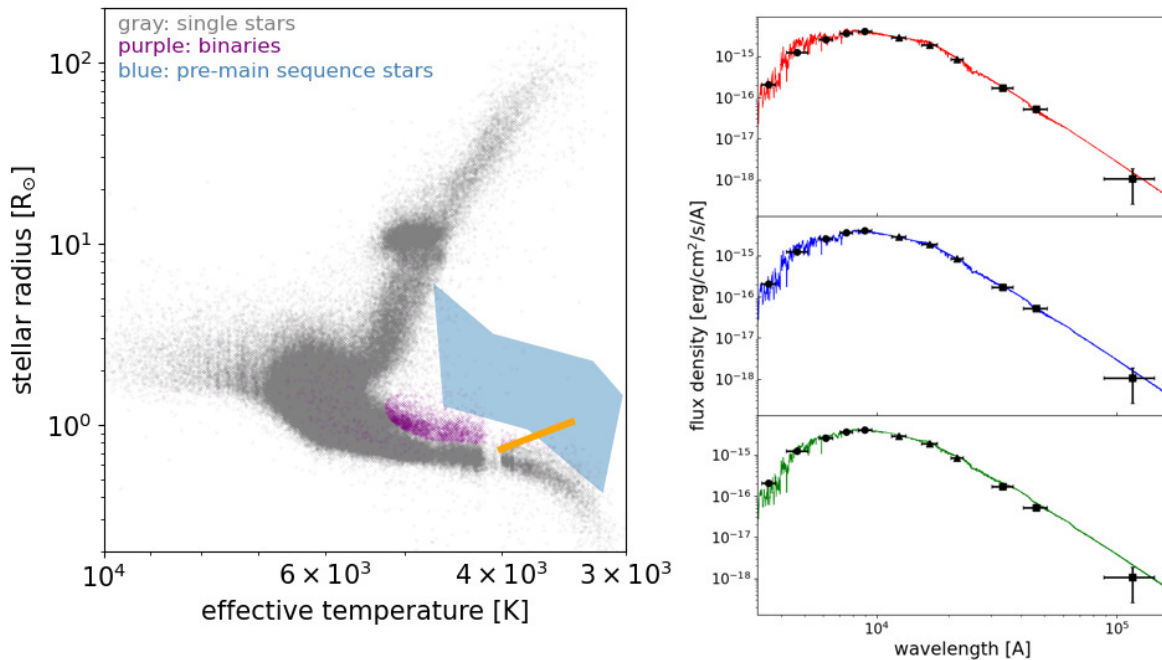 gray: single stars
purple: binaries
blue: pre-main sequence stars
stellar radius [R⊙]
10²
10¹
10⁰
10⁴
6 × 10³
4 × 10³
3 × 10³
effective temperature [K]
flux density [erg/cm²/s/A]
10⁻¹⁵
10⁻¹⁶
10⁻¹⁷
10⁻¹⁸
10⁻¹⁵
10⁻¹⁶
10⁻¹⁷
10⁻¹⁸
10⁻¹⁵
10⁻¹⁶
10⁻¹⁷
10⁻¹⁸
10⁴
10⁵
wavelength [A]